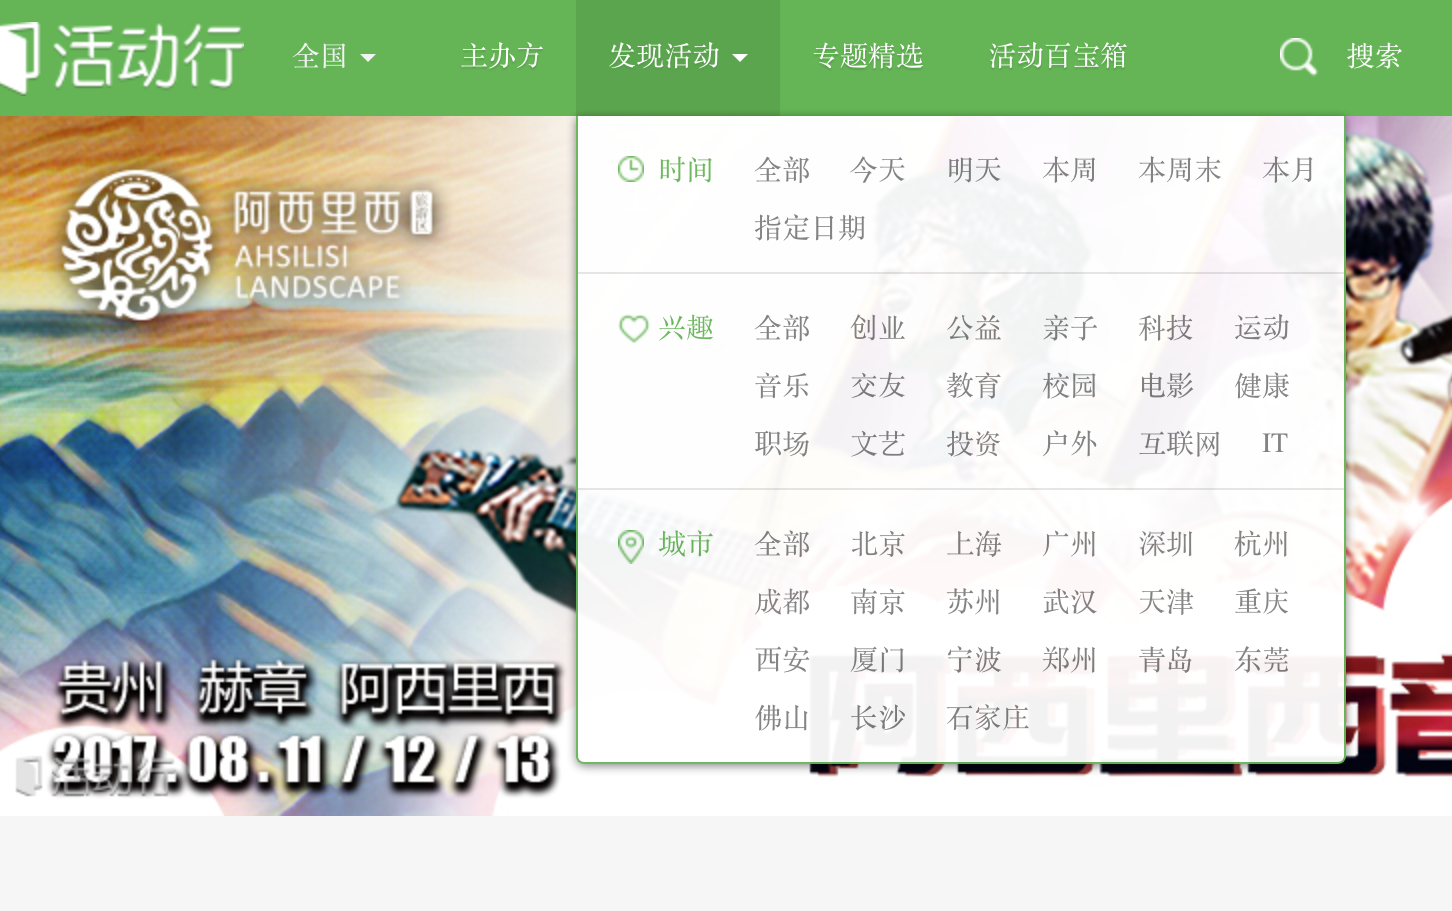 活动行 全国 主办方 发现活动 专题精选 活动百宝箱 搜索
时间 全部 今天 明天 本周 本周末 本月
指定日期
兴趣 全部 创业 公益 亲子 科技 运动
音乐 交友 教育 校园 电影 健康
职场 文艺 投资 户外 互联网 IT
城市 全部 北京 上海 广州 深圳 杭州
成都 南京 苏州 武汉 天津 重庆
西安 厦门 宁波 郑州 青岛 东莞
佛山 长沙 石家庄
阿西里西
AHSILISI
LANDSCAPE
贵州 赫章 阿西里西
2017.08.11/12/13
活动行
阿西里西音